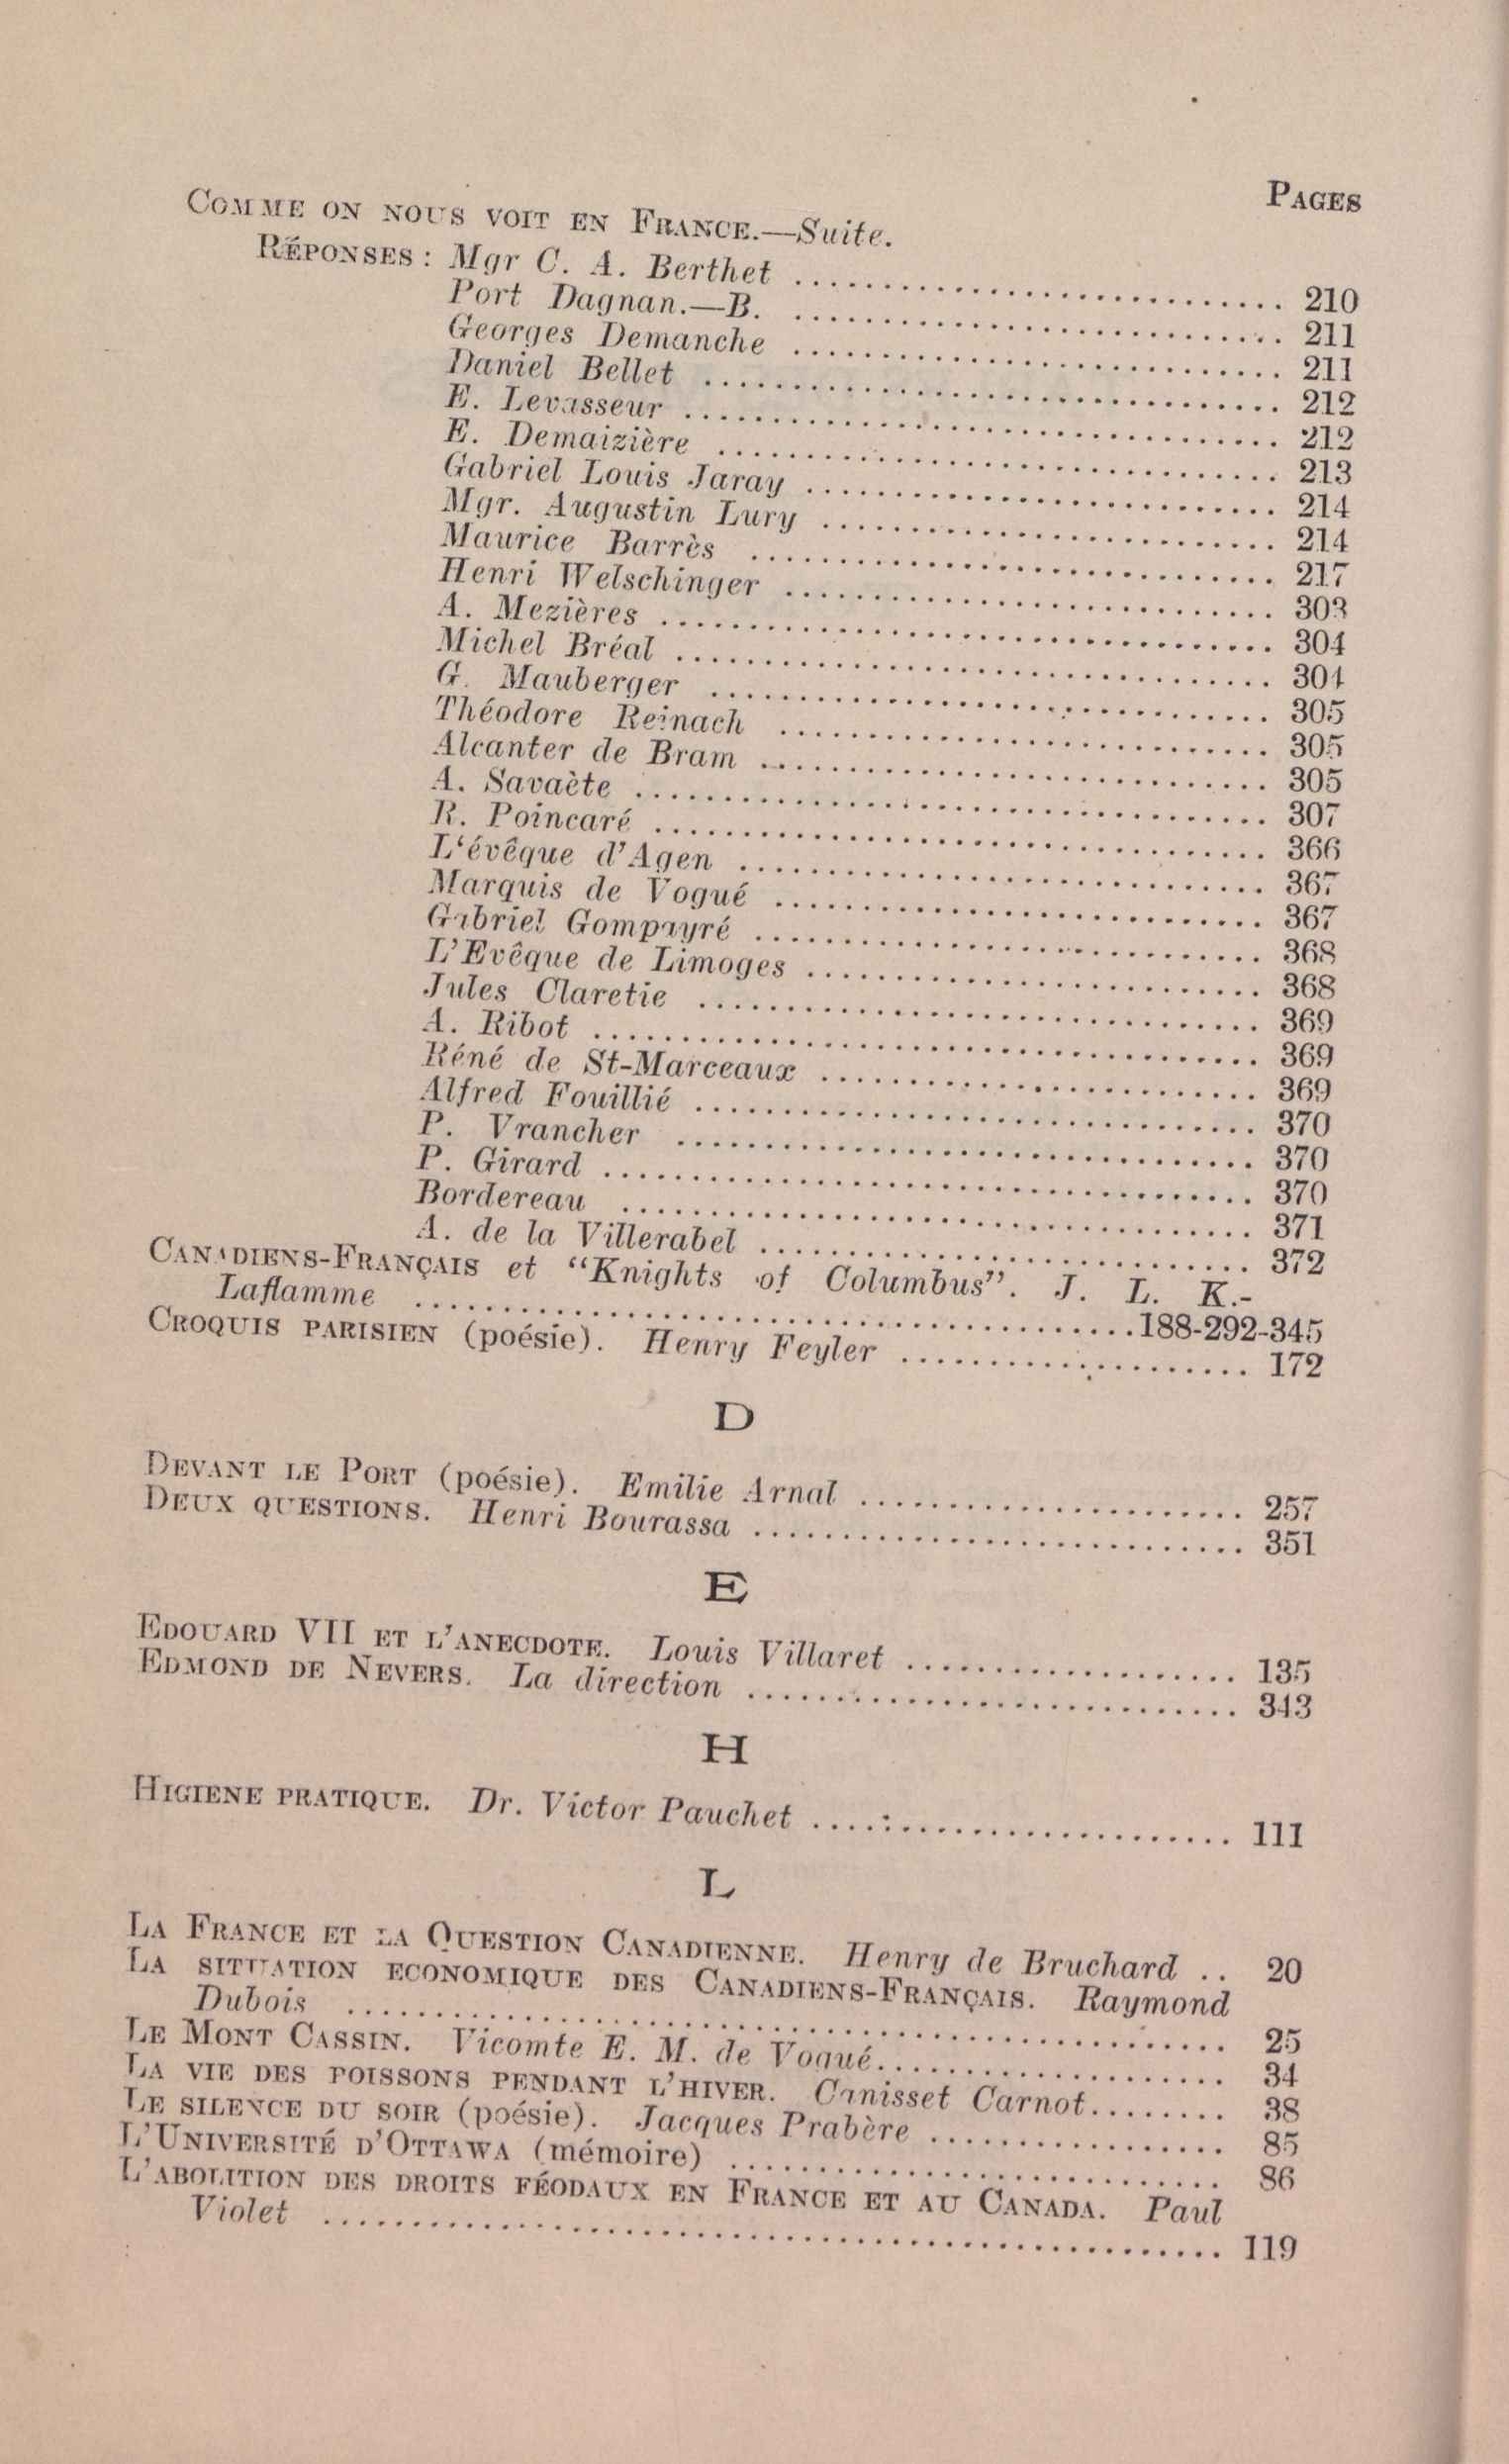 PAGES
COMME ON NOUS VOIT EN FRANCE.—Suite.
RÉPONSES : Mgr C. A. Berthet .............................. 210
Port Dagnan.—B. .............................. 211
Georges Demanche .............................. 211
Daniel Bellet .............................. 212
E. Levasseur .............................. 212
E. Demaizière .............................. 213
Gabriel Louis Jaray .............................. 214
Mgr. Augustin Lury .............................. 214
Maurice Barrès .............................. 217
Henri Welschinger .............................. 303
A. Mezières .............................. 304
Michel Bréal .............................. 304
G. Mauberger .............................. 305
Théodore Reinach .............................. 305
Alcanter de Bram .............................. 305
A. Savaète .............................. 307
R. Poincaré .............................. 366
L‘évêque d’Agen .............................. 367
Marquis de Vogué .............................. 367
Gabriel Gompayré .............................. 368
L’Evêque de Limoges .............................. 368
Jules Claretie .............................. 369
A. Ribot .............................. 369
Réné de St-Marceaux .............................. 369
Alfred Fouillié .............................. 370
P. Vrancher .............................. 370
P. Girard .............................. 370
Bordereau .............................. 371
A. de la Villerabel .............................. 372
CANADIENS-FRANÇAIS et “Knights of Columbus”. J. L. K.-
Laflamme ..............................188-292-345
CROQUIS PARISIEN (poésie). Henry Feyler .................... 172
D
DEVANT LE PORT (poésie). Emilie Arnal ...................... 257
DEUX QUESTIONS. Henri Bourassa ............................ 351
E
EDOUARD VII ET L’ANECDOTE. Louis Villaret ................... 135
EDMOND DE NEVERS. La direction ............................ 343
H
HIGIENE PRATIQUE. Dr. Victor Pauchet ........................ 111
L
LA FRANCE ET LA QUESTION CANADIENNE. Henry de Bruchard .. 20
LA SITUATION ECONOMIQUE DES CANADIENS-FRANÇAIS. Raymond
Dubois .............................. 25
LE MONT CASSIN. Vicomte E. M. de Vogué.................... 34
LA VIE DES POISSONS PENDANT L’HIVER. Canisset Carnot........ 38
LE SILENCE DU SOIR (poésie). Jacques Prabère ................. 85
L’UNIVERSITÉ D’OTTAWA (mémoire) ............................ 86
L’ABOLITION DES DROITS FÉODAUX EN FRANCE ET AU CANADA. Paul
Violet .............................. 119